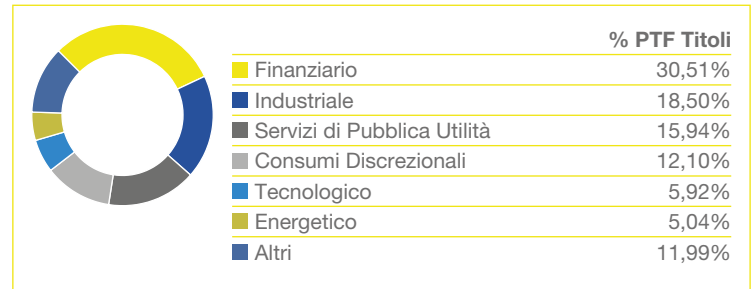 % PTF Titoli
Finanziario 30,51%
Industriale 18,50%
Servizi di Pubblica Utilità 15,94%
Consumi Discrezionali 12,10%
Tecnologico 5,92%
Energetico 5,04%
Altri 11,99%